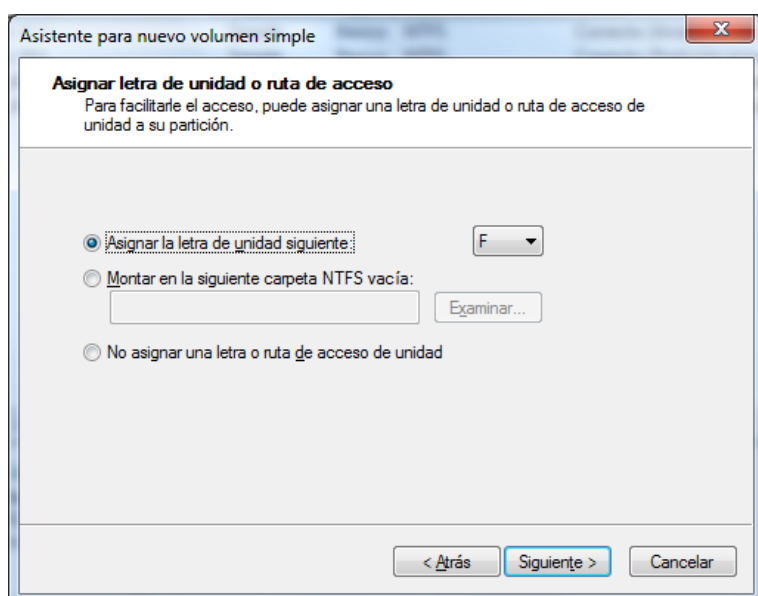 Asistente para nuevo volumen simple
Asignar letra de unidad o ruta de acceso
Para facilitarle el acceso, puede asignar una letra de unidad o ruta de acceso de
unidad a su partición.
Asignar la letra de unidad siguiente: F
Montar en la siguiente carpeta NTFS vacía:
Examinar...
No asignar una letra o ruta de acceso de unidad
< Atrás Siguiente > Cancelar